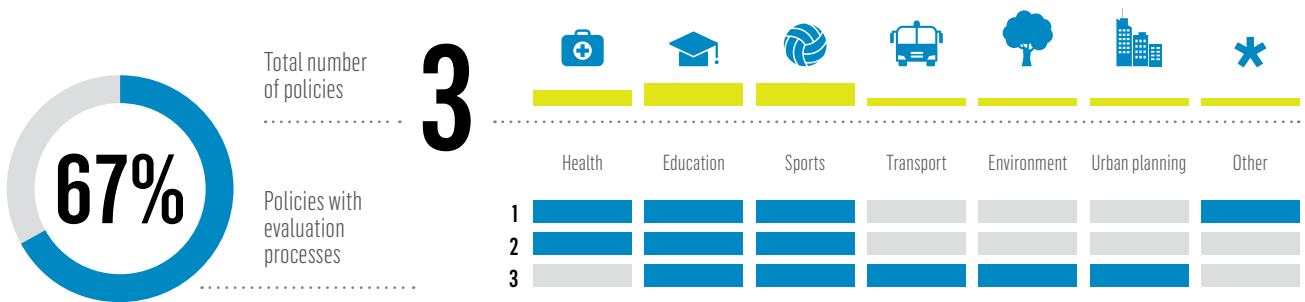 67%
Total number
of policies
3
Policies with
evaluation
processes
Health Education Sports Transport Environment Urban planning Other
1
2
3